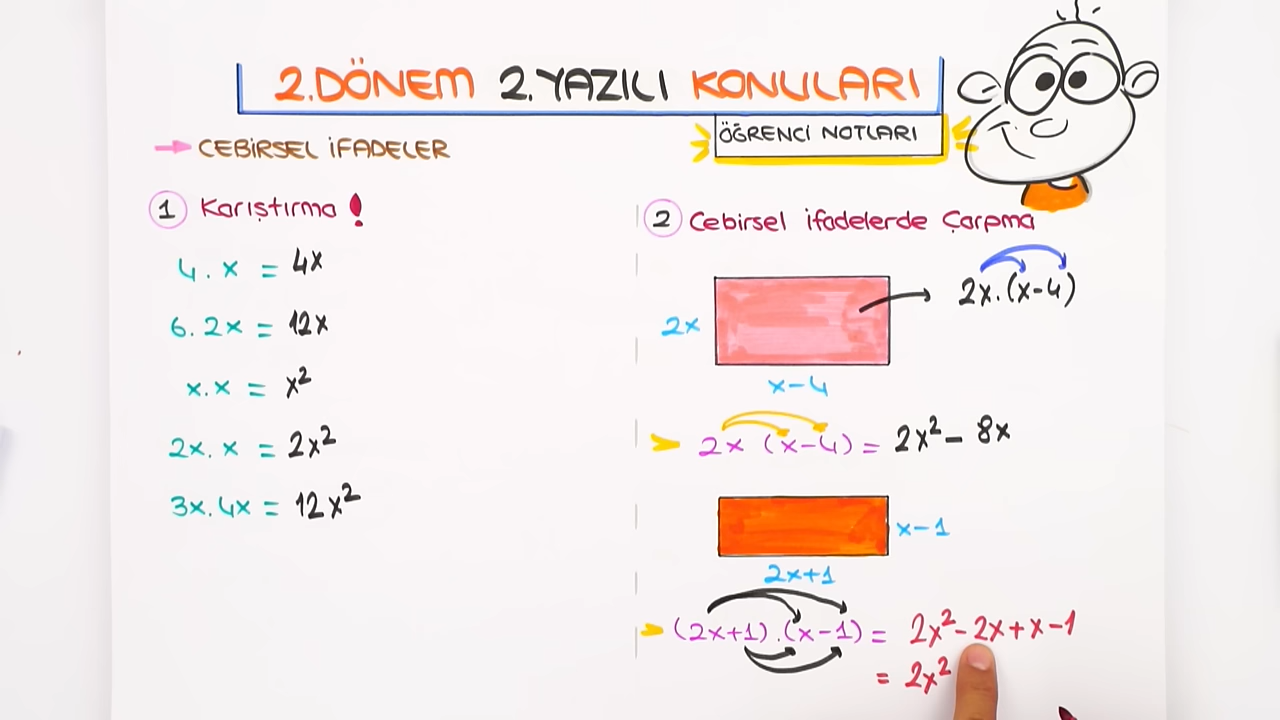 2.DÖNEM 2.YAZILI KONULARI
ÖĞRENCİ NOTLARI
CEBİRSEL İFADELER
1 Karıştırma !
4 . x = 4x
6. 2x = 12x
x. x = x²
2x. x = 2x²
3x. 4x = 12x²
2 Cebirsel ifadelerde Çarpma
2x
x-4
2x.(x-4)
2x (x-4) = 2x² - 8x
x-1
2x+1
(2x+1).(x-1) = 2x² - 2x + x - 1
= 2x²